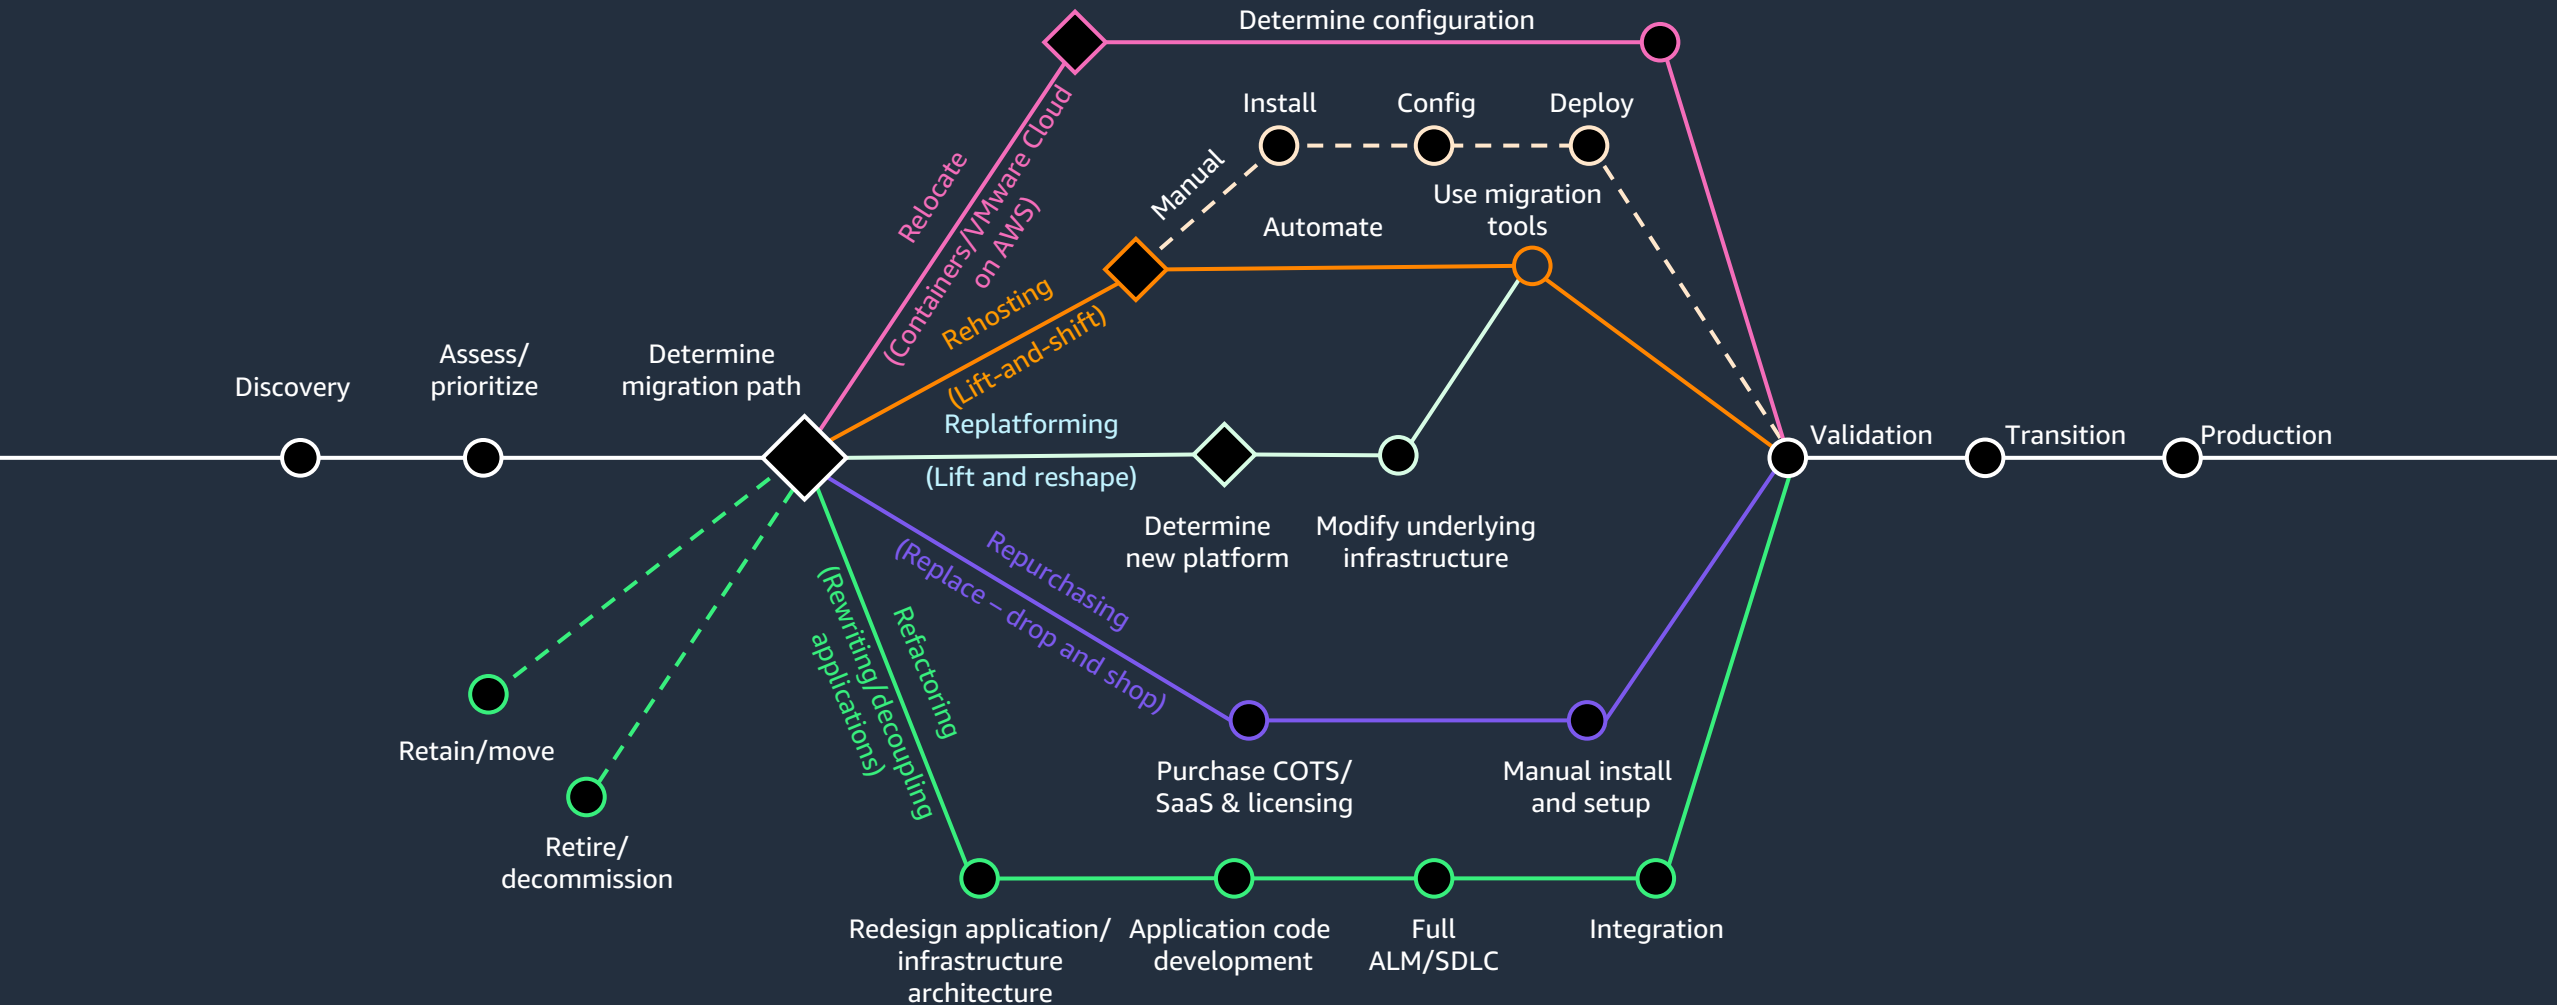 Determine configuration
Install
Config
Deploy
Manual
Use migration
tools
Automate
Relocate
(Containers/VMware Cloud
on AWS)
Rehosting
(Lift-and-shift)
Discovery
Assess/
prioritize
Determine
migration path
Replatforming
(Lift and reshape)
Validation
Transition
Production
Determine
new platform
Modify underlying
infrastructure
Repurchasing
(Replace – drop and shop)
Refactoring
(Rewriting/decoupling
applications)
Retain/move
Retire/
decommission
Purchase COTS/
SaaS & licensing
Manual install
and setup
Redesign application/
infrastructure
architecture
Application code
development
Full
ALM/SDLC
Integration